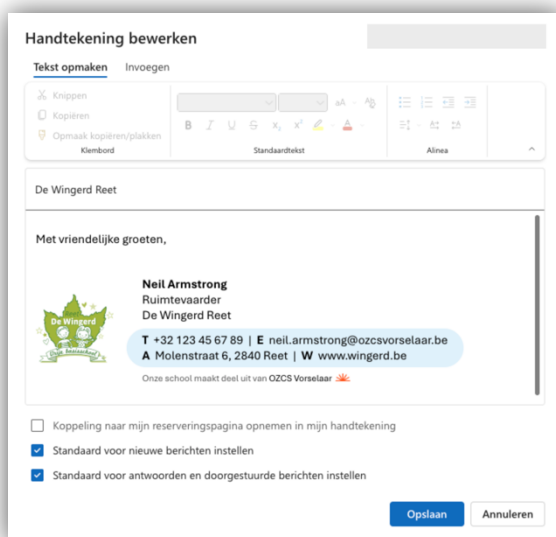 Handtekening bewerken
Tekst opmaken Invoegen
Knippen
Kopiëren
Opmaak kopiëren/plakken
Klembord
aA
B I U S x₂ x² A
Standaardtekst
Alinea
De Wingerd Reet
Met vriendelijke groeten,
Neil Armstrong
Ruimtevaarder
De Wingerd Reet
De Wingerd
T +32 123 45 67 89 | E neil.armstrong@ozcsvorselaar.be
A Molenstraat 6, 2840 Reet | W www.wingerd.be
Onze school maakt deel uit van OZCS Vorselaar
Koppeling naar mijn reserveringspagina opnemen in mijn handtekening
Standaard voor nieuwe berichten instellen
Standaard voor antwoorden en doorgestuurde berichten instellen
Opslaan Annuleren